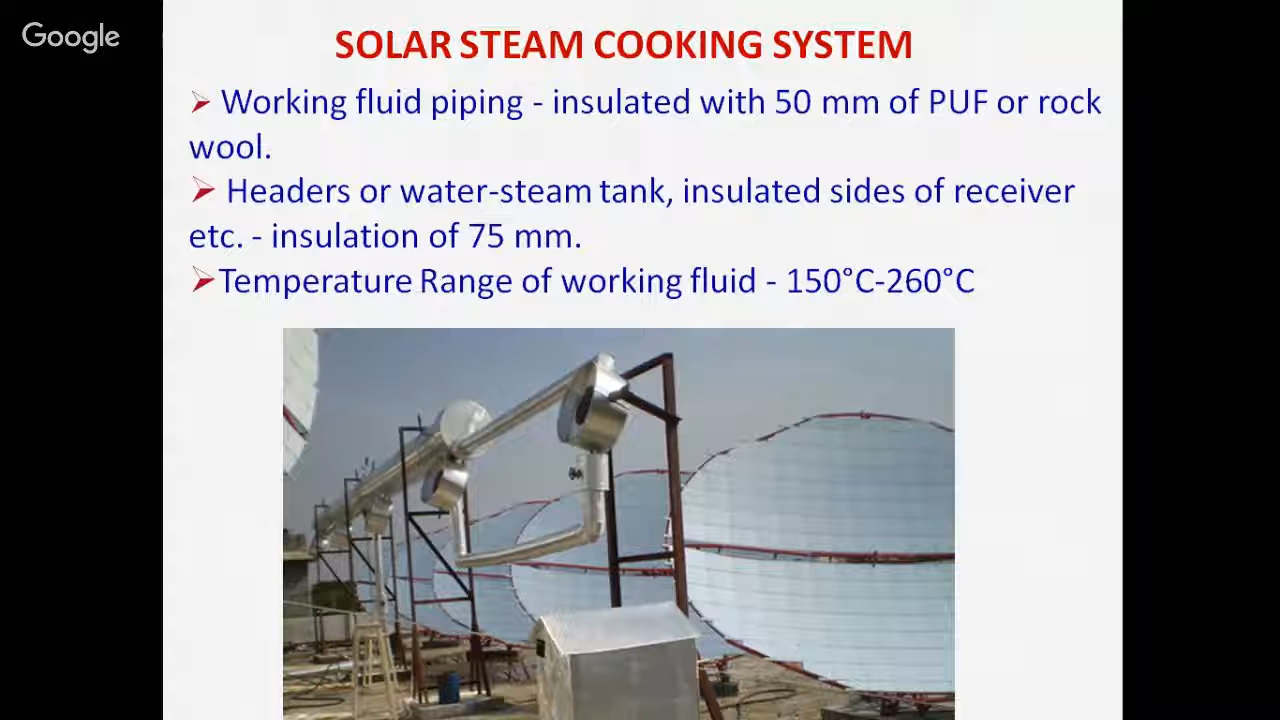 Google
SOLAR STEAM COOKING SYSTEM
➢ Working fluid piping - insulated with 50 mm of PUF or rock
wool.
➢ Headers or water-steam tank, insulated sides of receiver
etc. - insulation of 75 mm.
➢Temperature Range of working fluid - 150°C-260°C